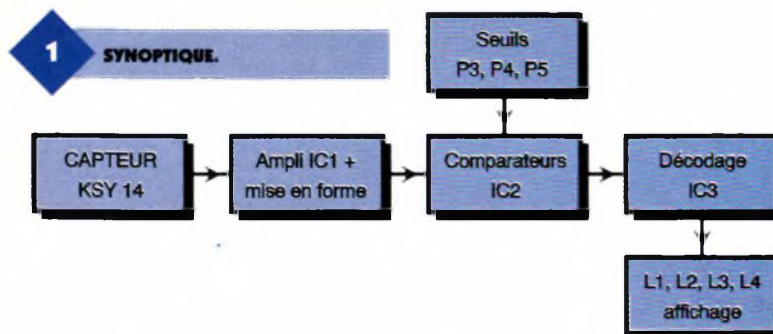 1
SYNOPTIQUE.
Seuils
P3, P4, P5
CAPTEUR
KSY 14
Ampli IC1 +
mise en forme
Comparateurs
IC2
Décodage
IC3
L1, L2, L3, L4
affichage